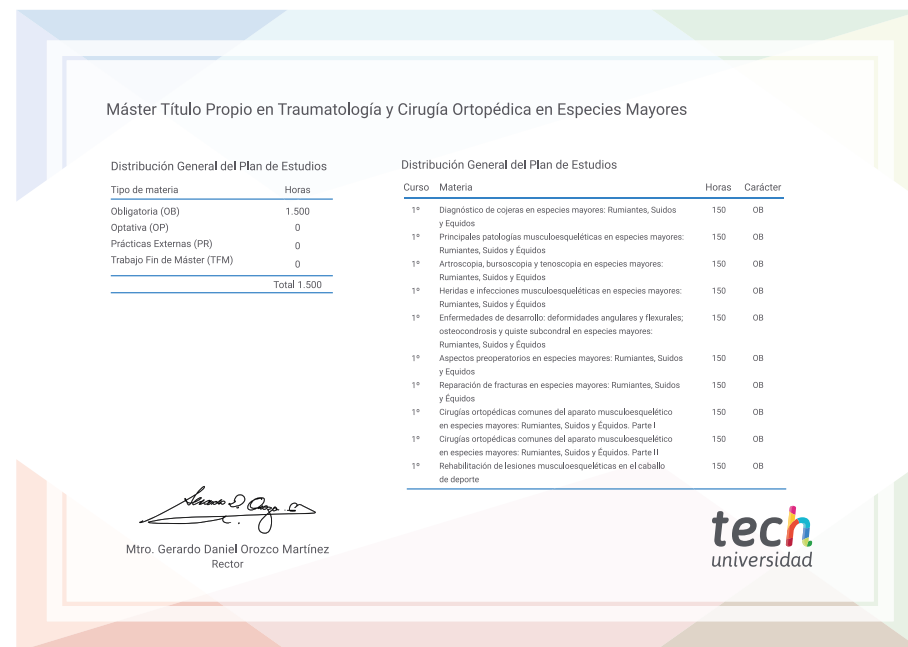 Máster Título Propio en Traumatología y Cirugía Ortopédica en Especies Mayores
Distribución General del Plan de Estudios
Tipo de materia Horas
Obligatoria (OB) 1.500
Optativa (OP) 0
Prácticas Externas (PR) 0
Trabajo Fin de Máster (TFM) 0
Total 1.500
Distribución General del Plan de Estudios
Curso Materia Horas Carácter
1º Diagnóstico de cojeras en especies mayores: Rumiantes, Suidos 150 OB
y Equidos
1º Principales patologías musculoesqueléticas en especies mayores: 150 OB
Rumiantes, Suidos y Équidos
1º Artroscopia, bursoscopia y tenoscopia en especies mayores: 150 OB
Rumiantes, Suidos y Equidos
1º Heridas e infecciones musculoesqueléticas en especies mayores: 150 OB
Rumiantes, Suidos y Équidos
1º Enfermedades de desarrollo: deformidades angulares y flexurales; 150 OB
osteocondrosis y quiste subcondral en especies mayores:
Rumiantes, Suidos y Équidos
1º Aspectos preoperatorios en especies mayores: Rumiantes, Suidos 150 OB
y Equidos
1º Reparación de fracturas en especies mayores: Rumiantes, Suidos 150 OB
y Équidos
1º Cirugías ortopédicas comunes del aparato musculoesquelético 150 OB
en especies mayores: Rumiantes, Suidos y Équidos. Parte I
1º Cirugías ortopédicas comunes del aparato musculoesquelético 150 OB
en especies mayores: Rumiantes, Suidos y Équidos. Parte II
1º Rehabilitación de lesiones musculoesqueléticas en el caballo 150 OB
de deporte
Mtro. Gerardo Daniel Orozco Martínez
Rector
tech
universidad